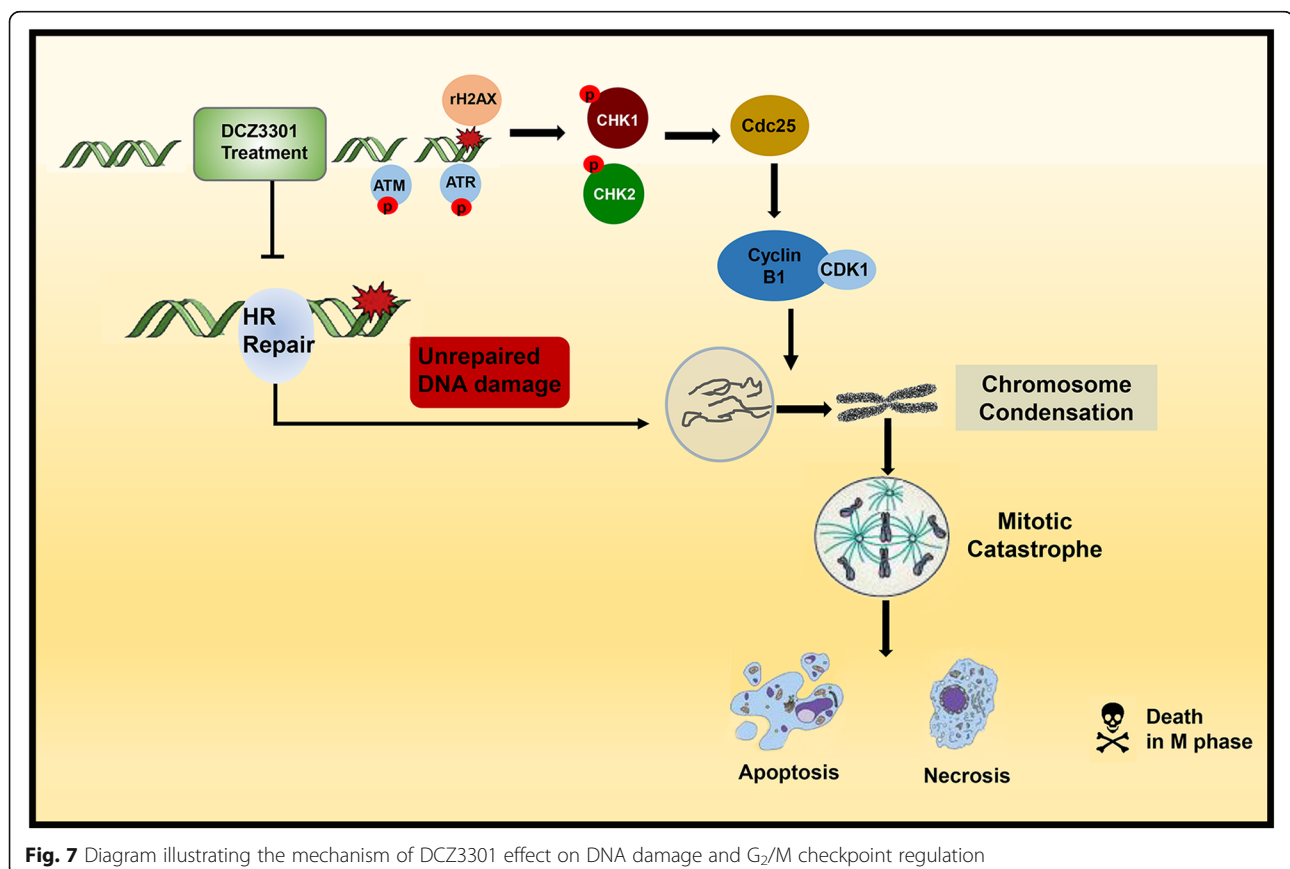 rH2AX
DCZ3301
Treatment
p
CHK1
Cdc25
ATM
p
ATR
p
p
CHK2
Cyclin
B1
CDK1
HR
Repair
Unrepaired
DNA damage
Chromosome
Condensation
Mitotic
Catastrophe
Apoptosis
Necrosis
Death
in M phase
Fig. 7 Diagram illustrating the mechanism of DCZ3301 effect on DNA damage and G₂/M checkpoint regulation